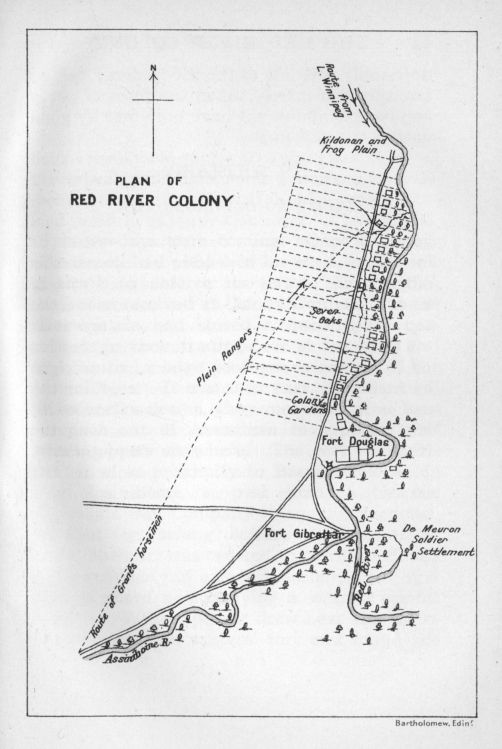 N
Route from
L. Winnipeg
Kildonan and
Frog Plain
PLAN OF
RED RIVER COLONY
Seven
Oaks
Plain Rangers
Colony
Gardens
Fort Douglas
Fort Gibraltar
De Meuron
Soldier
Settlement
Red River
Route of Grant's horsemen
Assiniboine R.
Bartholomew, Edinr.